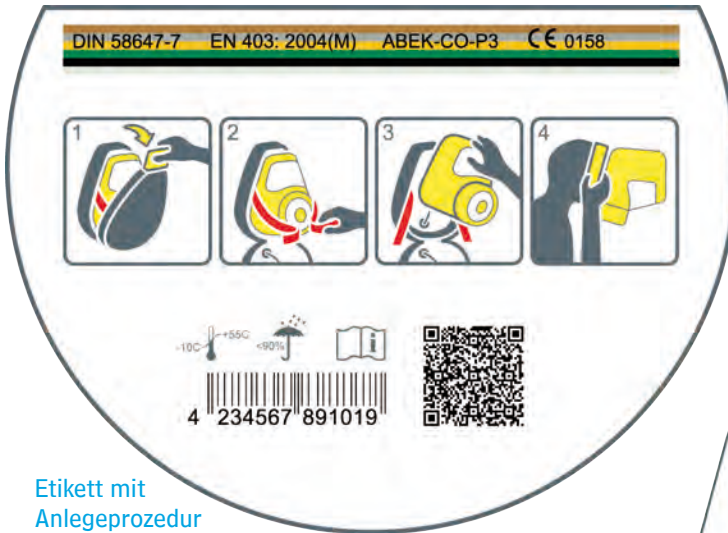 DIN 58647-7 EN 403: 2004(M) ABEK-CO-P3 CE 0158
1 2 3 4
-10C +55C <90% i
4 234567 891019
Etikett mit
Anlegeprozedur